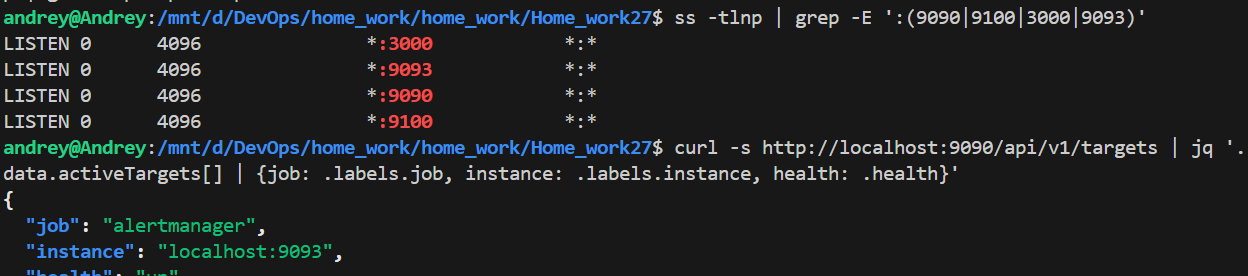 andrey@Andrey:/mnt/d/DevOps/home_work/home_work/Home_work27$ ss -tlnp | grep -E ':(9090|9100|3000|9093)'
LISTEN 0      4096                *:3000            *:*
LISTEN 0      4096                *:9093            *:*
LISTEN 0      4096                *:9090            *:*
LISTEN 0      4096                *:9100            *:*
andrey@Andrey:/mnt/d/DevOps/home_work/home_work/Home_work27$ curl -s http://localhost:9090/api/v1/targets | jq '.
data.activeTargets[] | {job: .labels.job, instance: .labels.instance, health: .health}'
{
  "job": "alertmanager",
  "instance": "localhost:9093",
  "health": "up"